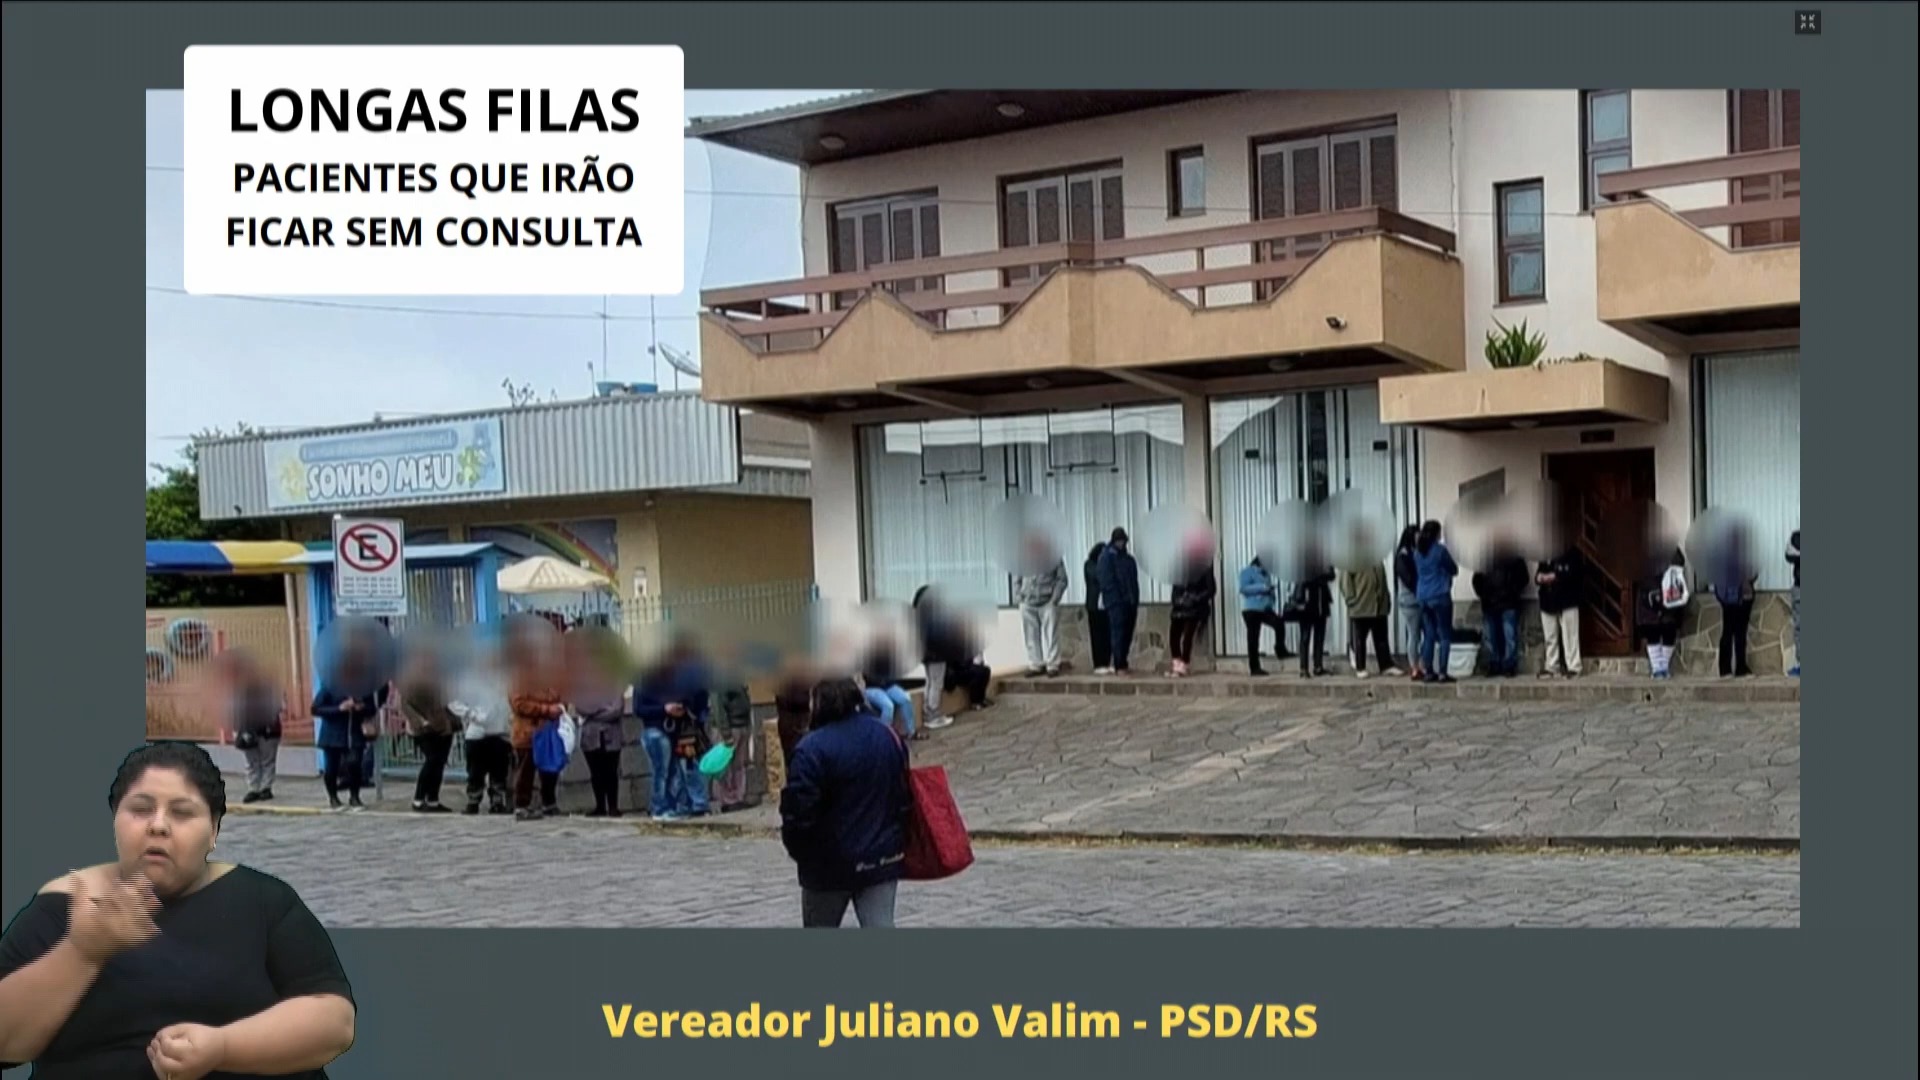 LONGAS FILAS
PACIENTES QUE IRÃO
FICAR SEM CONSULTA
SONHO MEU
E
Vereador Juliano Valim - PSD/RS